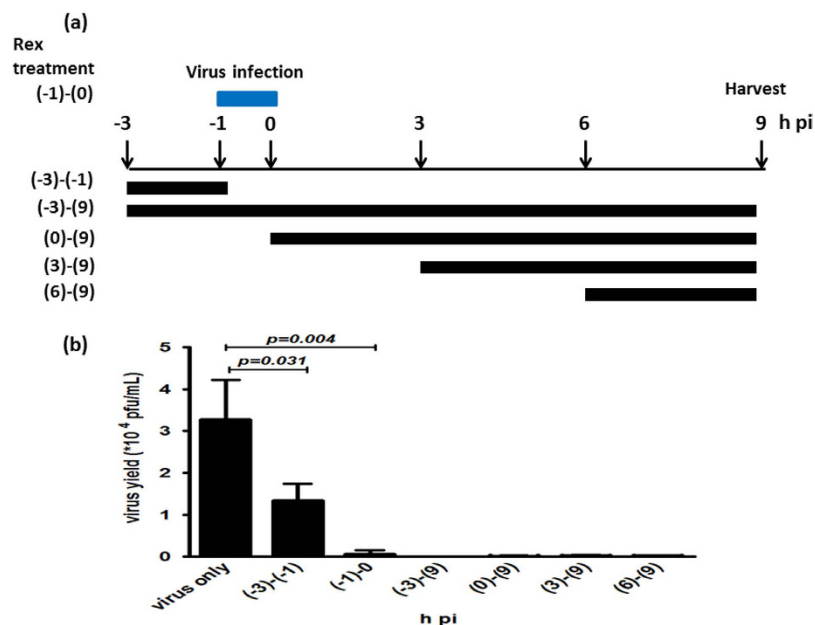 (a)
Rex
treatment
Virus infection
(-1)-(0)
Harvest
-3 -1 0 3 6 9 h pi
(-3)-(-1)
(-3)-(9)
(0)-(9)
(3)-(9)
(6)-(9)
(b)
p=0.004
p=0.031
virus yield (*10 4 pfu/mL)
5
4
3
2
1
0
virus only (-3)-(-1) (-1)-0 (-3)-(9) (0)-(9) (3)-(9) (6)-(9)
h pi